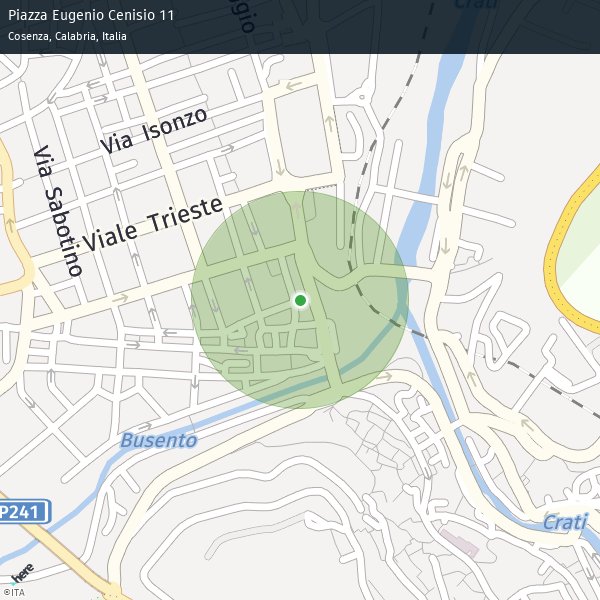 Piazza Eugenio Cenisio 11
Cosenza, Calabria, Italia
Crati
Via Isonzo
Via Sabotino
Viale Trieste
Busento
P241
Crati
here
©ITA